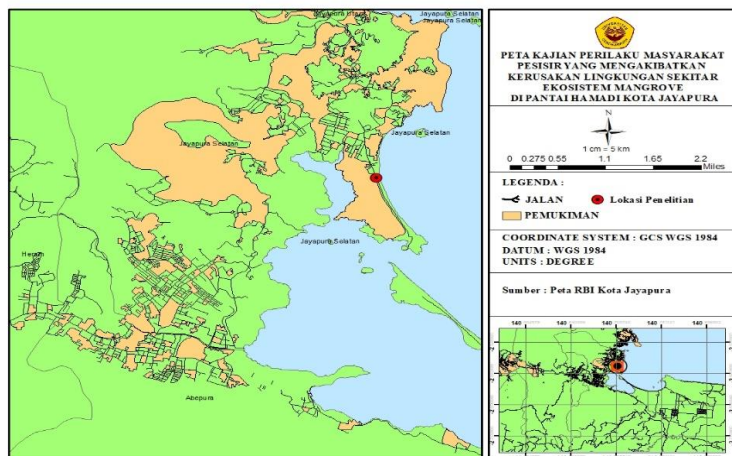 Jayapura Utara
Jayapura Selatan
Jayapura Selatan
Jayapura Selatan
Jayapura Selatan
Jayapura Selatan
Heram
Abepura
PETA KAJIAN PERILAKU MASYARAKAT
PESISIR YANG MENGAKIBATKAN
KERUSAKAN LINGKUNGAN SEKITAR
EKOSISTEM MANGROVE
DI PANTAI HAMADI KOTA JAYAPURA
N
1 cm = 5 km
0 0.275 0.55 1.1 1.65 2.2
Miles
LEGENDA :
JALAN Lokasi Penelitian
PEMUKIMAN
COORDINATE SYSTEM : GCS WGS 1984
DATUM : WGS 1984
UNITS : DEGREE
Sumber : Peta RBI Kota Jayapura
140 140 140 140 140